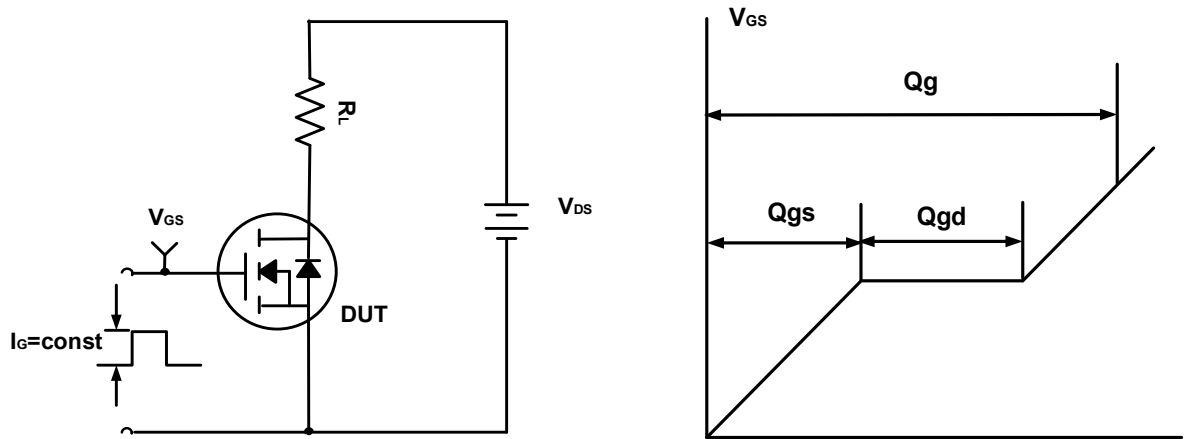 RL
VGS
VDS
DUT
IG=const
VGS
Qg
Qgs
Qgd